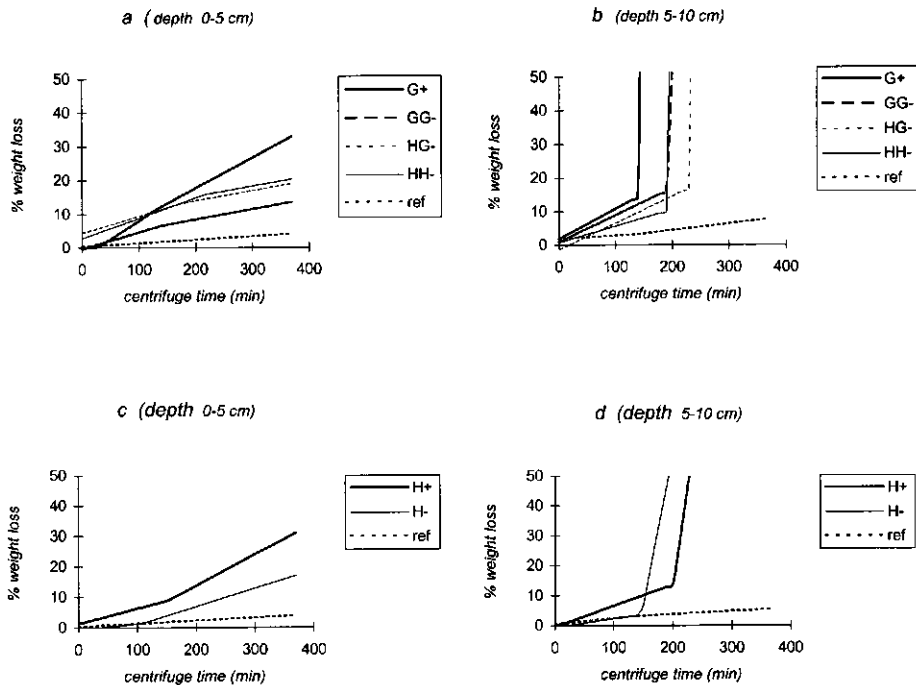 a ( depth 0-5 cm)
50
40
30
20
10
0
% weight loss
0 100 200 300 400
centrifuge time (min)
G+
GG-
HG-
HH-
ref
b (depth 5-10 cm)
50
40
30
20
10
0
% weight loss
0 100 200 300 400
centrifuge time (min)
G+
GG-
HG-
HH-
ref
c (depth 0-5 cm)
50
40
30
20
10
0
% weight loss
0 100 200 300 400
centrifuge time (min)
H+
H-
ref
d (depth 5-10 cm)
50
40
30
20
10
0
% weight loss
0 100 200 300 400
centrifuge time (min)
H+
H-
ref